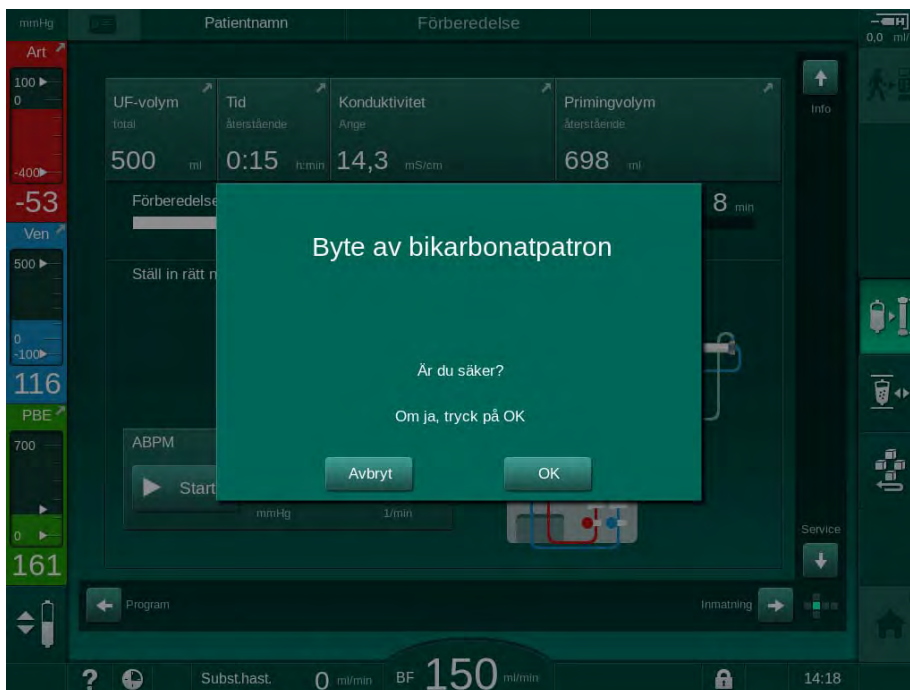 mmHg
Patientnamn
Förberedelse
0,0 ml/
Art
100
0
-400
-53
Ven
500
0
-100
116
PBE
700
0
161
UF-volym
total
500 ml
Tid
återstående
0:15 h:min
Konduktivitet
Ange
14,3 mS/cm
Primingvolym
återstående
698 ml
Info
Förberedelse
8 min
Ställ in rätt n
Byte av bikarbonatpatron
Är du säker?
Om ja, tryck på OK
Avbryt
OK
ABPM
Start
mmHg
1/min
Service
Program
Inmatning
?
Subst.hast. 0 ml/min
BF 150 ml/min
14:18